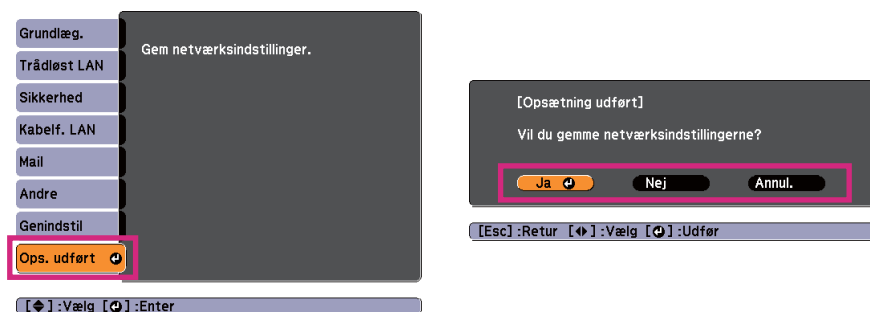 Grundlæg.
Trådløst LAN
Sikkerhed
Kabelf. LAN
Mail
Andre
Genindstil
Ops. udført
Gem netværksindstillinger.
[ ] :Vælg [ ] :Enter
[Opsætning udført]
Vil du gemme netværksindstillingerne?
Ja Nej Annul.
[Esc] :Retur [ ] :Vælg [ ] :Udfør